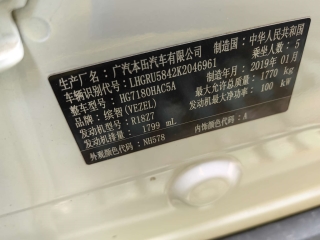 生产厂名：广汽本田汽车有限公司 制造国：中华人民共和国
车辆识别代号：LHGRU5842K2046961 乘坐人数：5
整车型号：HG7180HAC5A 制造年月：2019年01月
品牌：缤智(VEZEL) 最大允许总质量：1770 kg
发动机型号：R18Z7 发动机最大净功率：100 kW
发动机排量：1799 mL
外观颜色代码：NH578 内饰颜色代码：A